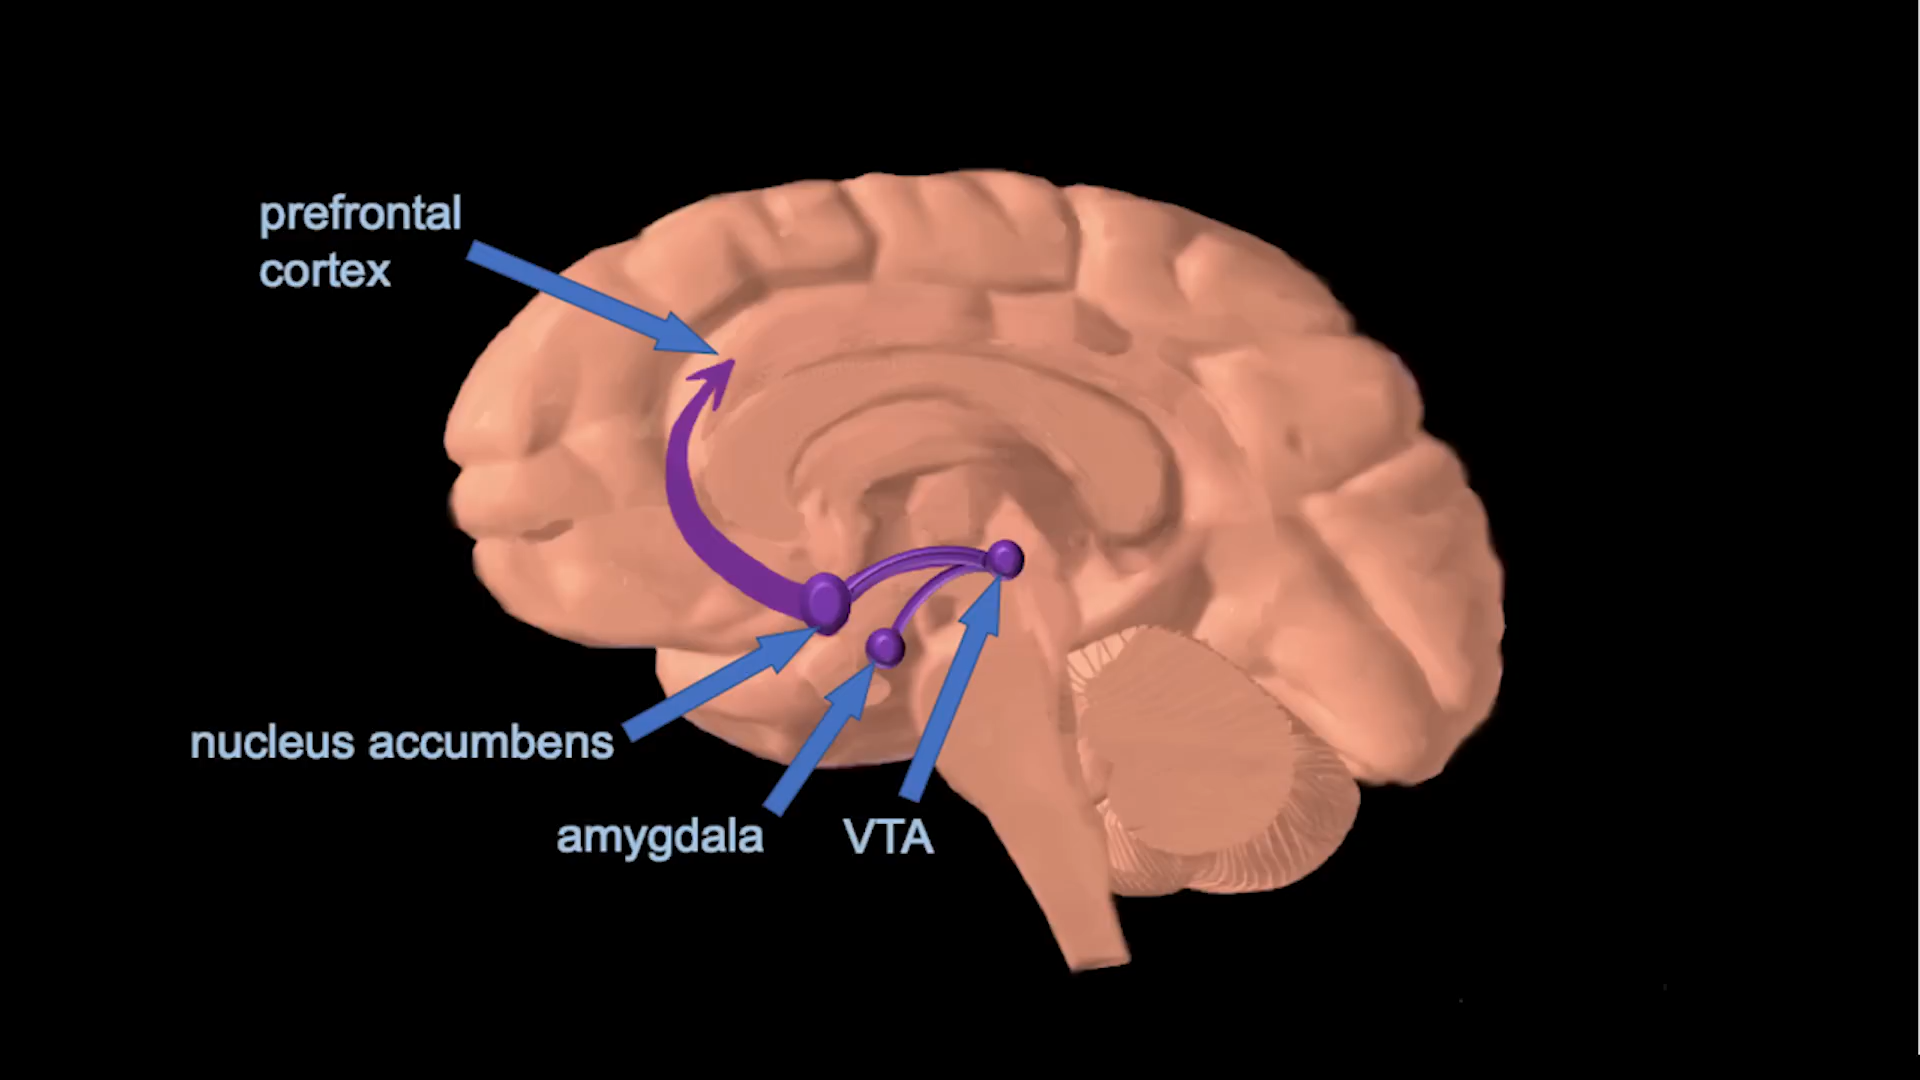 prefrontal
cortex
nucleus accumbens
amygdala
VTA